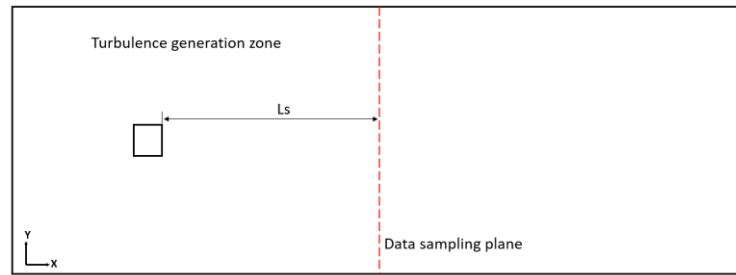 Turbulence generation zone
Ls
Data sampling plane
Y
X